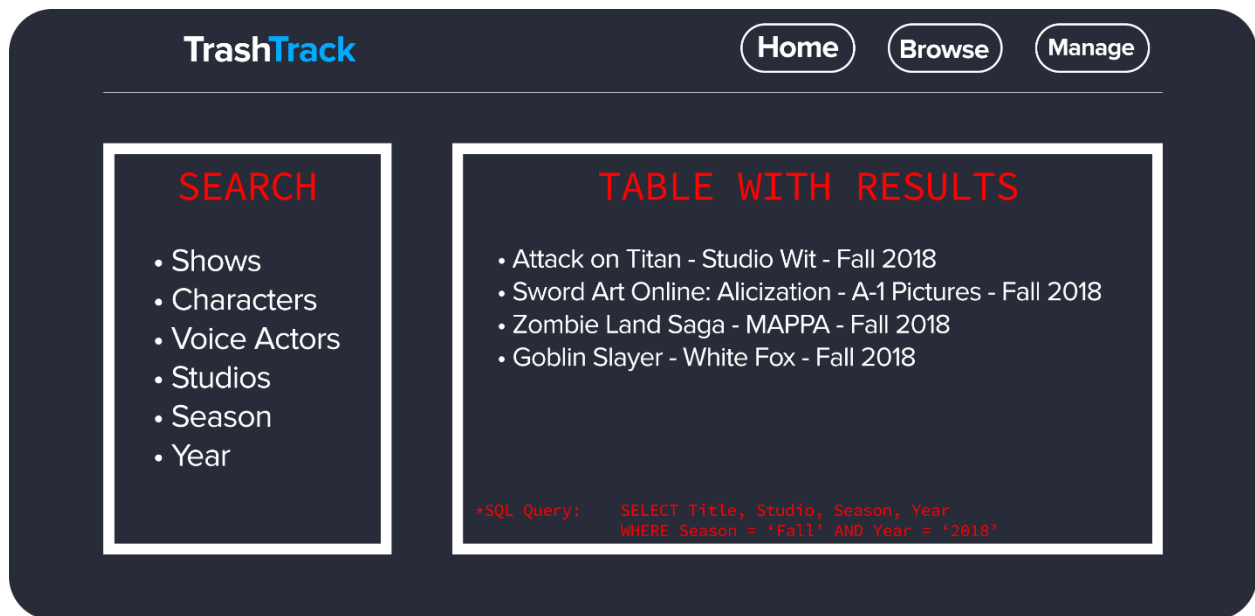 TrashTrack
Home Browse Manage
SEARCH
• Shows
• Characters
• Voice Actors
• Studios
• Season
• Year
TABLE WITH RESULTS
• Attack on Titan - Studio Wit - Fall 2018
• Sword Art Online: Alicization - A-1 Pictures - Fall 2018
• Zombie Land Saga - MAPPA - Fall 2018
• Goblin Slayer - White Fox - Fall 2018
*SQL Query: SELECT Title, Studio, Season, Year
WHERE Season = ‘Fall’ AND Year = ‘2018’